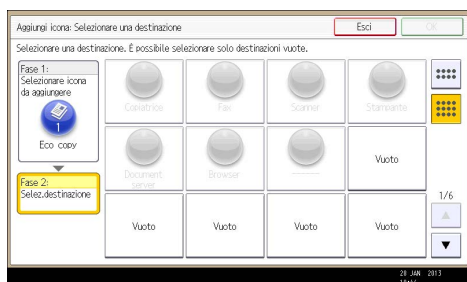 Aggiungi icona: Selezionare una destinazione
Esci
OK
Selezionare una destinazione. È possibile selezionare solo destinazioni vuote.
Fase 1:
Selezionare icona
da aggiungere
1
Eco copy
Fase 2:
Selez.destinazione
Copiatrice
Fax
Scanner
Stampante
Document
server
Browser
Vuoto
Vuoto
Vuoto
Vuoto
Vuoto
1/6
28 JAN 2013